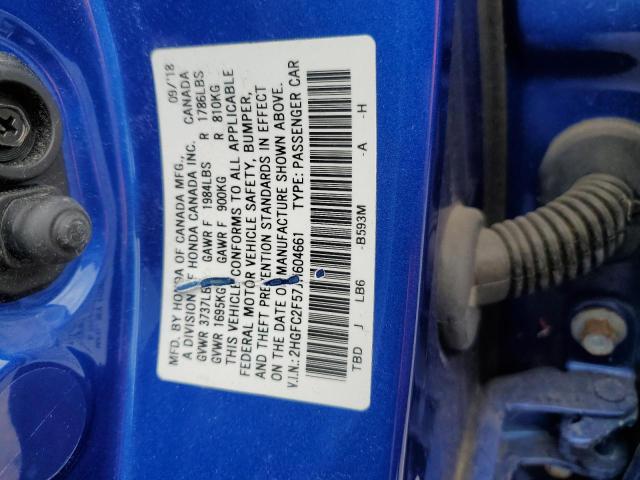 MFD. BY HONDA OF CANADA MFG., 09/'18
A DIVISION OF HONDA CANADA INC. CANADA
GVWR 3737LBS GAWR F 1984LBS R 1786LBS
GVWR 1695KG GAWR F 900KG R 810KG
THIS VEHICLE CONFORMS TO ALL APPLICABLE
FEDERAL MOTOR VEHICLE SAFETY, BUMPER,
AND THEFT PREVENTION STANDARDS IN EFFECT
ON THE DATE OF MANUFACTURE SHOWN ABOVE.
V.I.N.: TYPE: PASSENGER CAR
TBD J LB6 -B593M -A -H